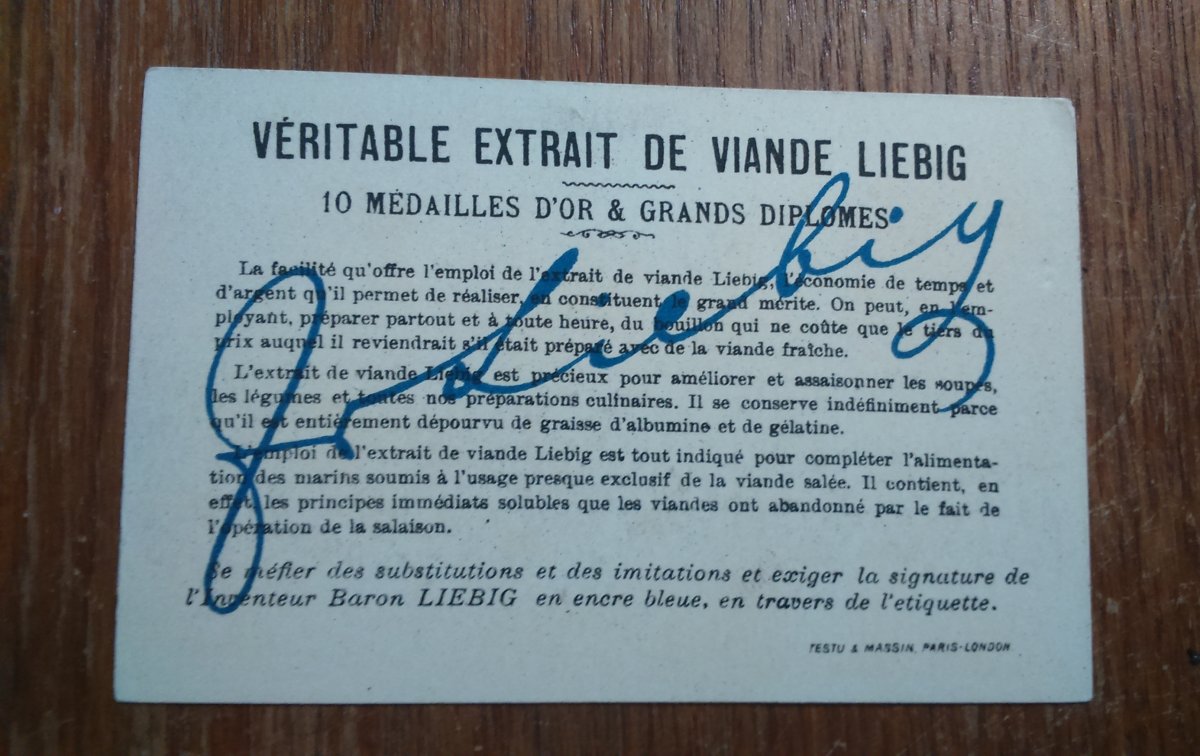 VÉRITABLE EXTRAIT DE VIANDE LIEBIG
10 MÉDAILLES D'OR & GRANDS DIPLOMES
La facilité qu'offre l'emploi de l'extrait de viande Liebig, l'économie de temps et
d'argent qu'il permet de réaliser, en constituent le grand mérite. On peut, en l'em-
ployant, préparer partout et à toute heure, du bouillon qui ne coûte que le tiers du
prix auquel il reviendrait s'il était préparé avec de la viande fraîche.
L'extrait de viande Liebig est précieux pour améliorer et assaisonner les soupes,
les légumes et toutes nos préparations culinaires. Il se conserve indéfiniment parce
qu'il est entièrement dépourvu de graisse d'albumine et de gélatine.
L'emploi de l'extrait de viande Liebig est tout indiqué pour compléter l'alimenta-
tion des marins soumis à l'usage presque exclusif de la viande salée. Il contient, en
effet, les principes immédiats solubles que les viandes ont abandonné par le fait de
l'opération de la salaison.
Se méfier des substitutions et des imitations et exiger la signature de
l'Inventeur Baron LIEBIG en encre bleue, en travers de l'etiquette.
TESTU & MASSIN, PARIS-LONDON
J v Liebig